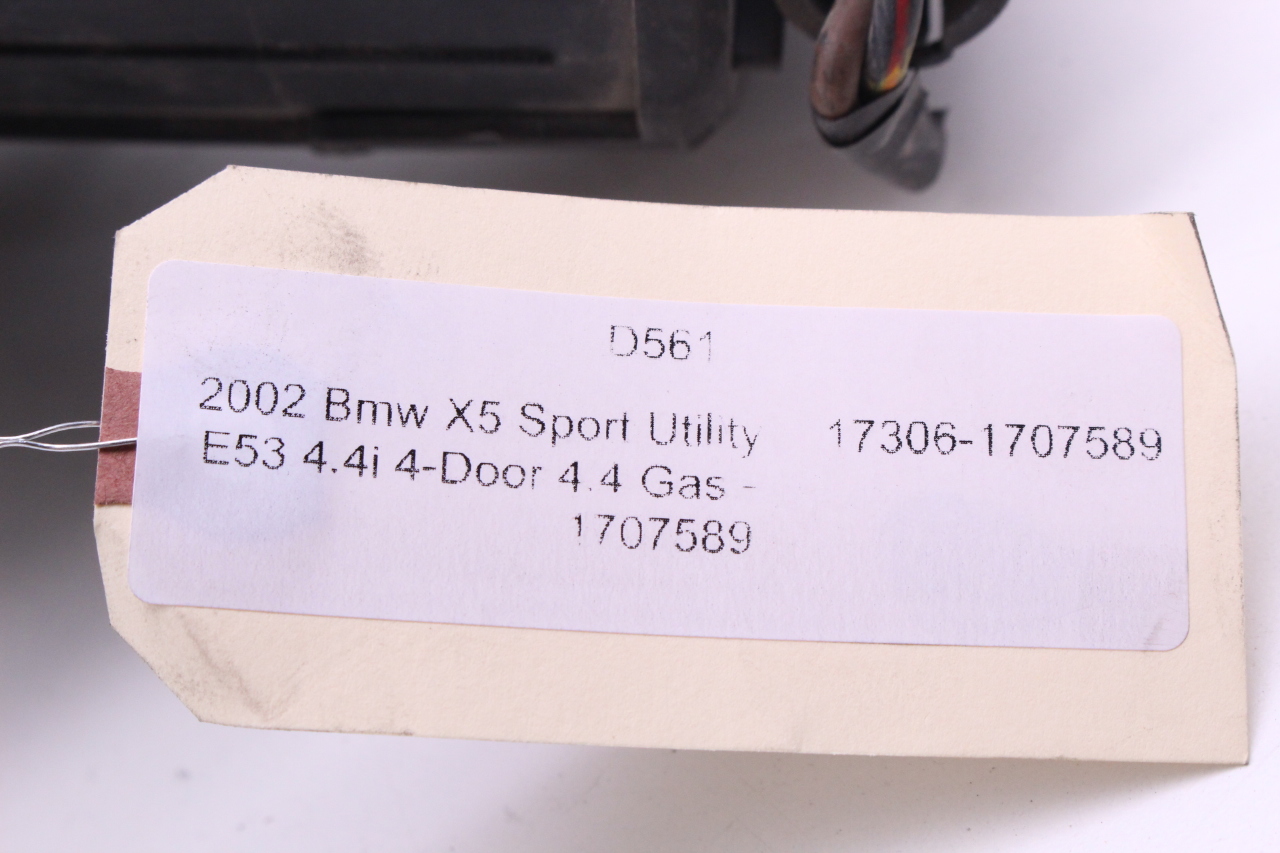 D561
2002 Bmw X5 Sport Utility 17306-1707589
E53 4.4i 4-Door 4.4 Gas -
1707589